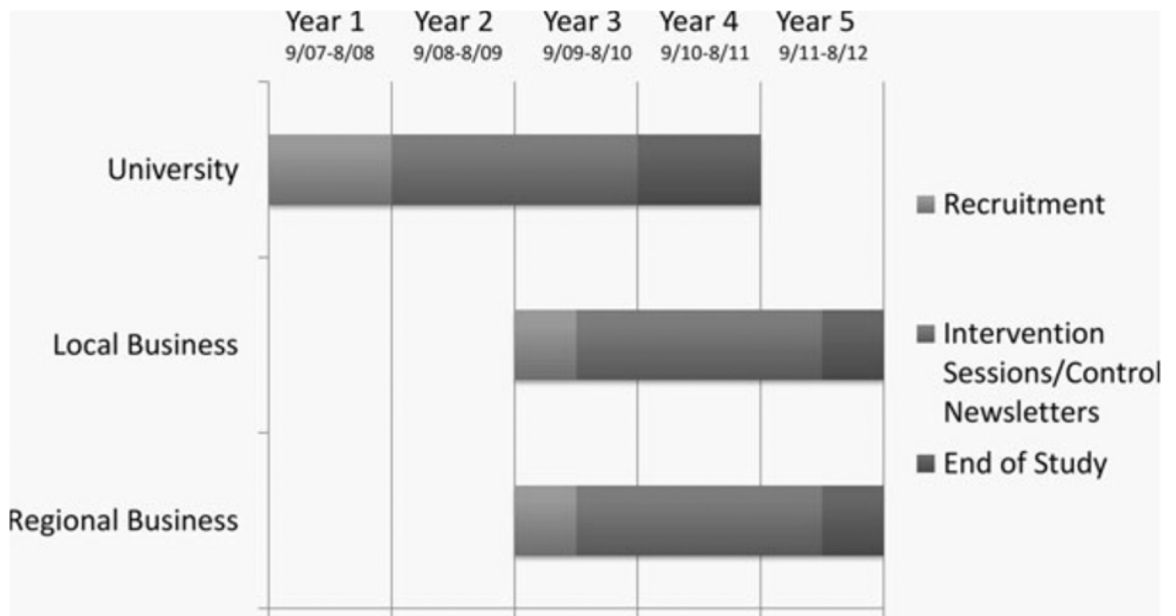 Year 1 Year 2 Year 3 Year 4 Year 5
9/07-8/08 9/08-8/09 9/09-8/10 9/10-8/11 9/11-8/12
University
Local Business
Regional Business
Recruitment
Intervention
Sessions/Control
Newsletters
End of Study